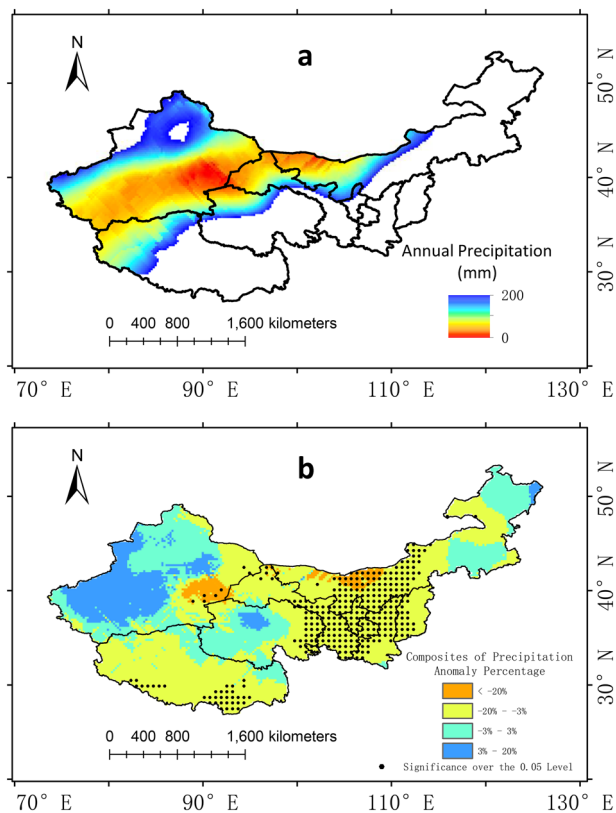 N
a
50° N
40° N
30° N
Annual Precipitation
(mm)
200
0
0 400 800 1,600 kilometers
70° E 90° E 110° E 130° E
N
b
50° N
40° N
30° N
Composites of Precipitation
Anomaly Percentage
< -20%
-20% - -3%
-3% - 3%
3% - 20%
Significance over the 0.05 Level
0 400 800 1,600 kilometers
70° E 90° E 110° E 130° E